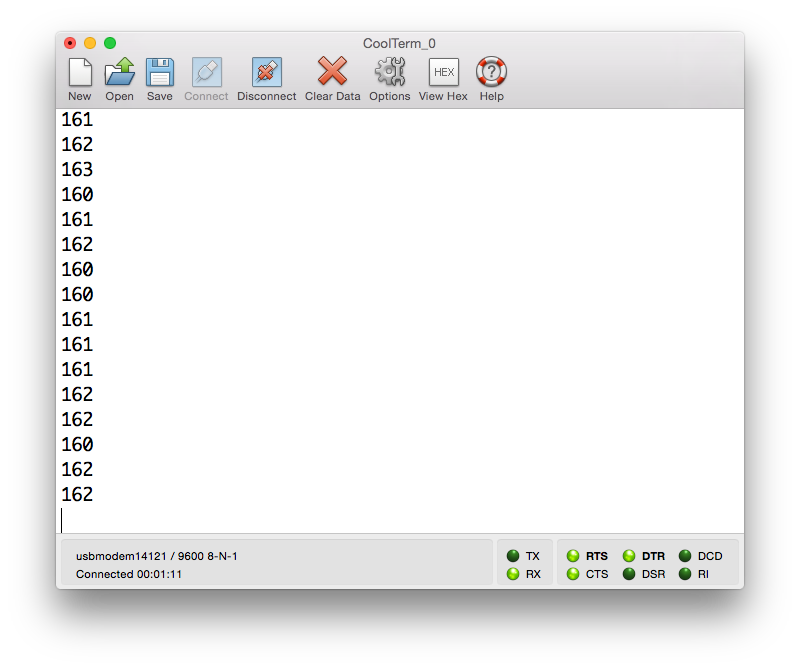 CoolTerm_0
New Open Save Connect Disconnect Clear Data Options HEX View Hex ? Help
161
162
163
160
161
162
160
160
161
161
161
162
162
160
162
162
usbmodem14121 / 9600 8-N-1
Connected 00:01:11
TX RTS DTR DCD
RX CTS DSR RI